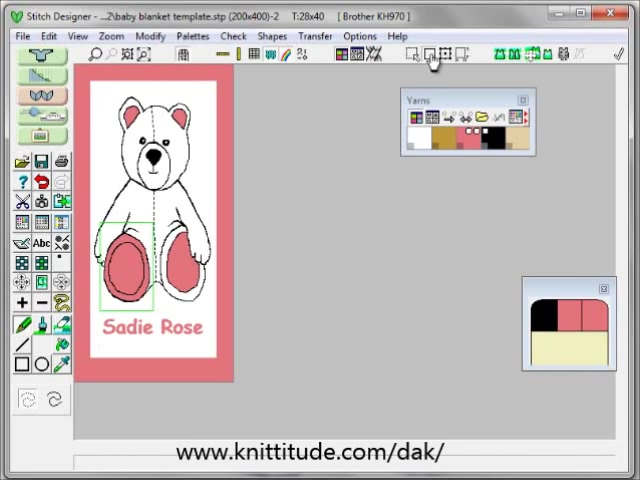 Stitch Designer - ...2\baby blanket template.stp (200x400)-2 T:28x40 [ Brother KH970 ]
File Edit View Zoom Modify Palettes Check Shapes Transfer Options Help
Yarns
Abc
Sadie Rose
www.knittitude.com/dak/